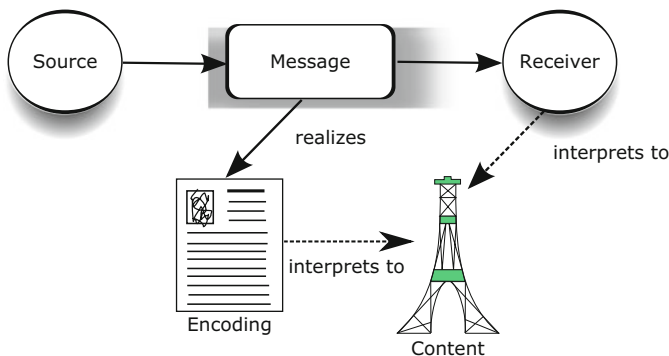 Source
Message
Receiver
realizes
interprets to
interprets to
Encoding
Content